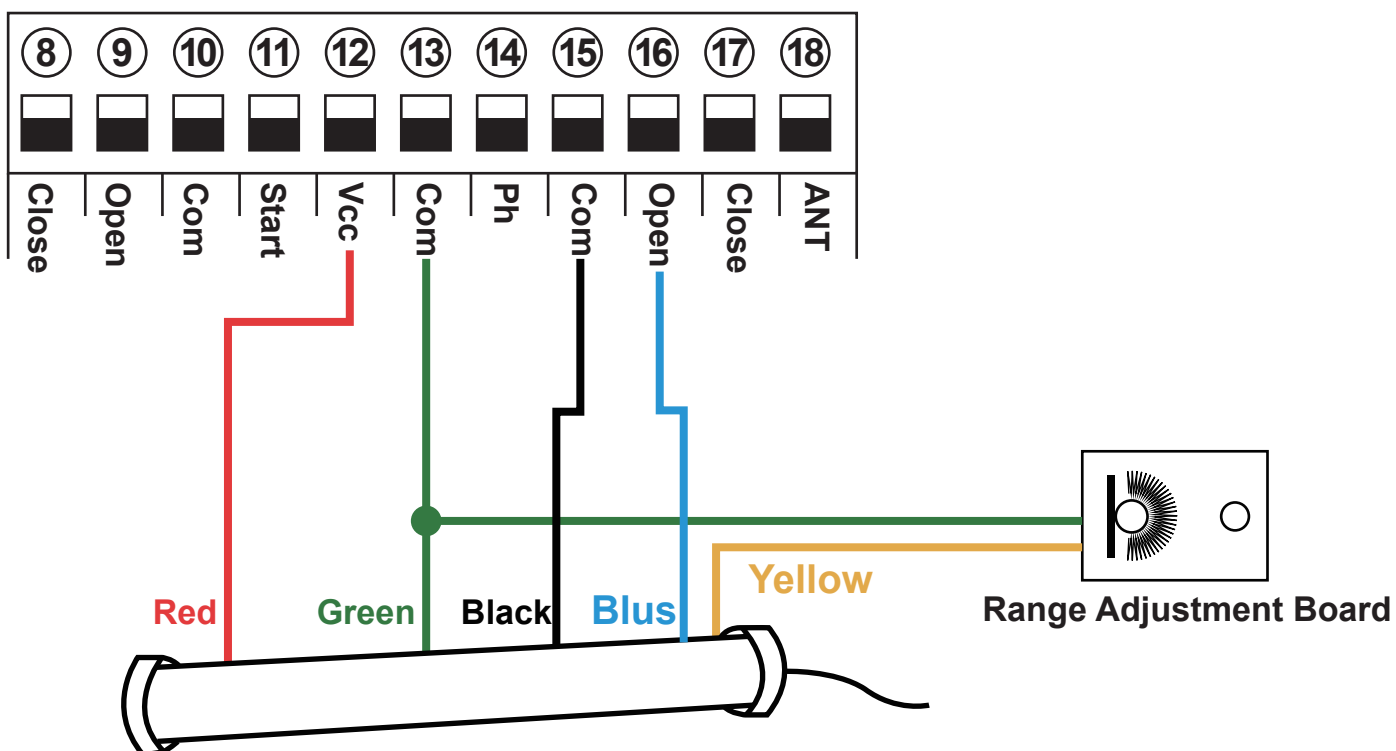 8 9 10 11 12 13 14 15 16 17 18
Close Open Com Start Vcc Com Ph Com Open Close ANT
Yellow
Red Green Black Blus Range Adjustment Board